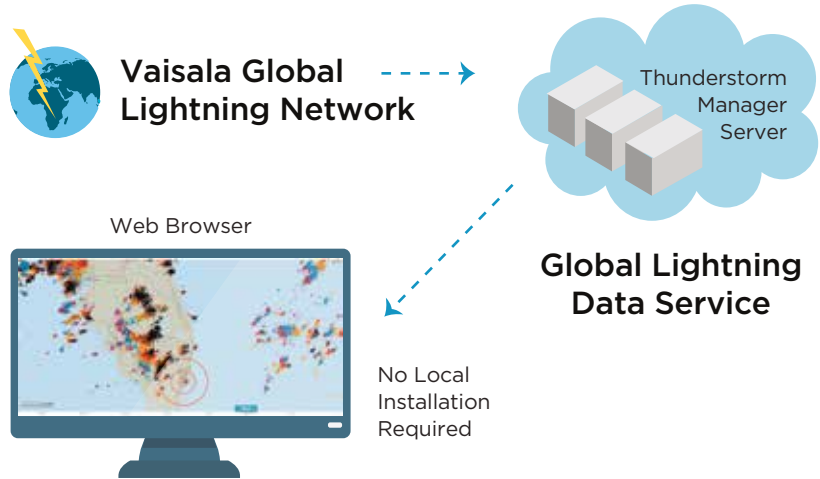 Vaisala Global
Lightning Network
Thunderstorm
Manager
Server
Web Browser
Global Lightning
Data Service
No Local
Installation
Required